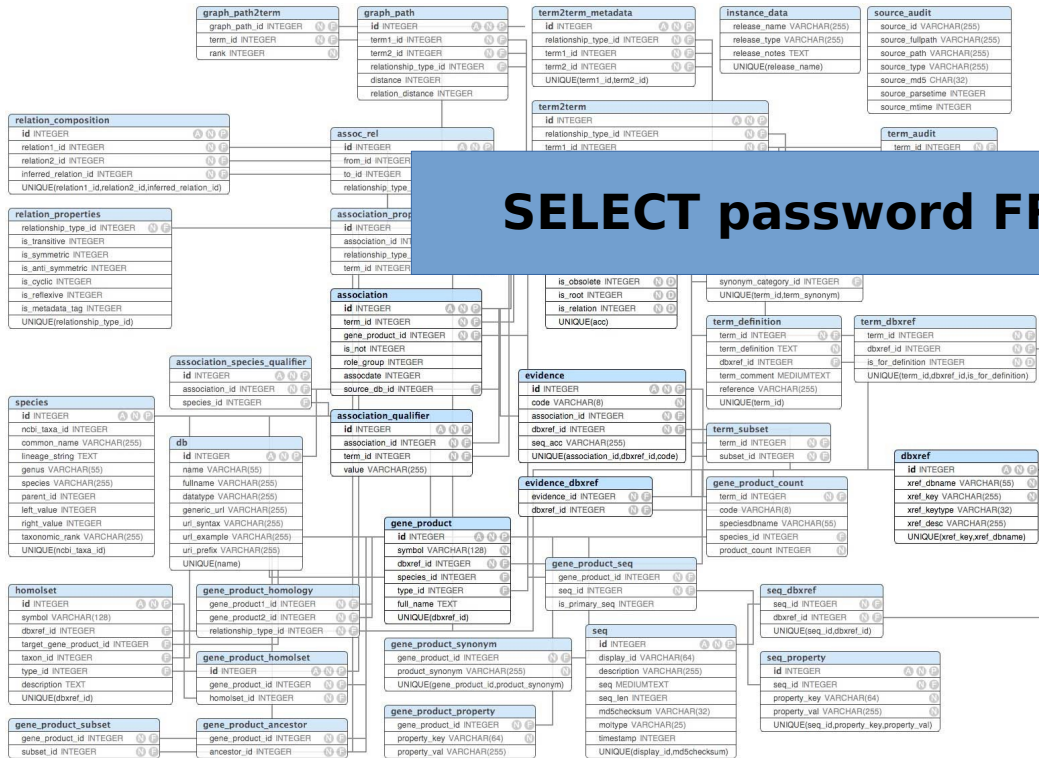 graph_path2term
graph_path_id INTEGER N F
term_id INTEGER N F
rank INTEGER N
graph_path
id INTEGER A N P
term1_id INTEGER N F
term2_id INTEGER N F
relationship_type_id INTEGER F
distance INTEGER
relation_distance INTEGER
term2term_metadata
id INTEGER A N P
relationship_type_id INTEGER N F
term1_id INTEGER N F
term2_id INTEGER N F
UNIQUE(term1_id,term2_id)
instance_data
release_name VARCHAR(255)
release_type VARCHAR(255)
release_notes TEXT
UNIQUE(release_name)
source_audit
source_id VARCHAR(255)
source_fullpath VARCHAR(255)
source_path VARCHAR(255)
source_type VARCHAR(255)
source_md5 CHAR(32)
source_parsetime INTEGER
source_mtime INTEGER
relation_composition
id INTEGER A N P
relation1_id INTEGER N F
relation2_id INTEGER N F
inferred_relation_id INTEGER N F
UNIQUE(relation1_id,relation2_id,inferred_relation_id)
assoc_rel
id INTEGER A N P
from_id INTEGER
to_id INTEGER
relationship_type_
term2term
id INTEGER A N P
relationship_type_id INTEGER N F
term1_id INTEGER N F
term_audit
term_id INTEGER N F
SELECT password FR
relation_properties
relationship_type_id INTEGER N F
is_transitive INTEGER
is_symmetric INTEGER
is_anti_symmetric INTEGER
is_cyclic INTEGER
is_reflexive INTEGER
is_metadata_tag INTEGER
UNIQUE(relationship_type_id)
association_prop
association_id INT
relationship_type_
term_id INTEGER
is_obsolete INTEGER N D
is_root INTEGER N D
is_relation INTEGER N D
UNIQUE(acc)
synonym_category_id INTEGER F
UNIQUE(term_id,term_synonym)
association
id INTEGER A N P
term_id INTEGER N F
gene_product_id INTEGER N F
is_not INTEGER
role_group INTEGER
assocdate INTEGER
source_db_id INTEGER F
term_definition
term_id INTEGER N F
term_definition TEXT N
dbxref_id INTEGER F
term_comment MEDIUMTEXT
reference VARCHAR(255)
UNIQUE(term_id)
term_dbxref
term_id INTEGER N F
dbxref_id INTEGER N F
is_for_definition INTEGER N D
UNIQUE(term_id,dbxref_id,is_for_definition)
association_species_qualifier
id INTEGER A N P
association_id INTEGER N F
species_id INTEGER F
evidence
id INTEGER A N P
code VARCHAR(8) N
association_id INTEGER N F
dbxref_id INTEGER N F
seq_acc VARCHAR(255)
UNIQUE(association_id,dbxref_id,code)
species
id INTEGER A N P
ncbi_taxa_id INTEGER
common_name VARCHAR(255)
lineage_string TEXT
genus VARCHAR(55)
species VARCHAR(255)
parent_id INTEGER
left_value INTEGER
right_value INTEGER
taxonomic_rank VARCHAR(255)
UNIQUE(ncbi_taxa_id)
association_qualifier
id INTEGER A N P
association_id INTEGER N F
term_id INTEGER N F
value VARCHAR(255)
term_subset
term_id INTEGER N F
subset_id INTEGER N F
db
id INTEGER A N P
name VARCHAR(55)
fullname VARCHAR(255)
datatype VARCHAR(255)
generic_url VARCHAR(255)
url_syntax VARCHAR(255)
url_example VARCHAR(255)
uri_prefix VARCHAR(255)
UNIQUE(name)
dbxref
id INTEGER A N P
xref_dbname VARCHAR(55) N
xref_key VARCHAR(255) N
xref_keytype VARCHAR(32)
xref_desc VARCHAR(255)
UNIQUE(xref_key,xref_dbname)
evidence_dbxref
evidence_id INTEGER N F
dbxref_id INTEGER N F
gene_product_count
term_id INTEGER N F
code VARCHAR(8)
speciesdbname VARCHAR(55)
species_id INTEGER F
product_count INTEGER N
gene_product
id INTEGER A N P
symbol VARCHAR(128) N
dbxref_id INTEGER N F
species_id INTEGER F
type_id INTEGER F
full_name TEXT
UNIQUE(dbxref_id)
gene_product_seq
gene_product_id INTEGER N F
seq_id INTEGER N F
is_primary_seq INTEGER
homolset
id INTEGER A N P
symbol VARCHAR(128)
dbxref_id INTEGER F
target_gene_product_id INTEGER F
taxon_id INTEGER F
type_id INTEGER F
description TEXT
UNIQUE(dbxref_id)
gene_product_homology
gene_product1_id INTEGER N F
gene_product2_id INTEGER N F
relationship_type_id INTEGER N F
seq_dbxref
seq_id INTEGER N F
dbxref_id INTEGER N F
UNIQUE(seq_id,dbxref_id)
gene_product_homolset
id INTEGER A N P
gene_product_id INTEGER N F
homolset_id INTEGER N F
gene_product_synonym
gene_product_id INTEGER N F
product_synonym VARCHAR(255) N
UNIQUE(gene_product_id,product_synonym)
seq
id INTEGER A N P
display_id VARCHAR(64)
description VARCHAR(255)
seq MEDIUMTEXT
seq_len INTEGER
md5checksum VARCHAR(32)
moltype VARCHAR(25)
timestamp INTEGER
UNIQUE(display_id,md5checksum)
seq_property
id INTEGER A N P
seq_id INTEGER N F
property_key VARCHAR(64) N
property_val VARCHAR(255) N
UNIQUE(seq_id,property_key,property_val)
gene_product_subset
gene_product_id INTEGER N F
subset_id INTEGER N F
gene_product_ancestor
gene_product_id INTEGER N F
ancestor_id INTEGER N F
gene_product_property
gene_product_id INTEGER N F
property_key VARCHAR(64) N
property_val VARCHAR(255)